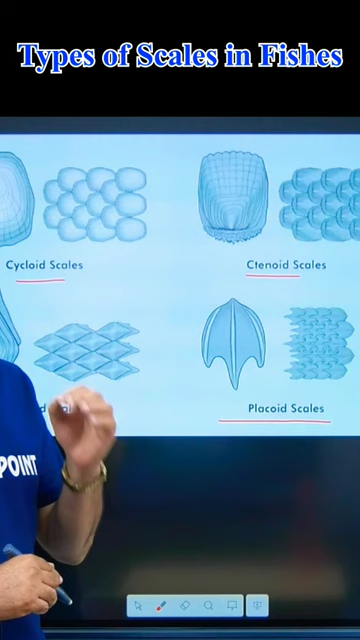 Types of Scales in Fishes
Cycloid Scales
Ctenoid Scales
Placoid Scales
POINT